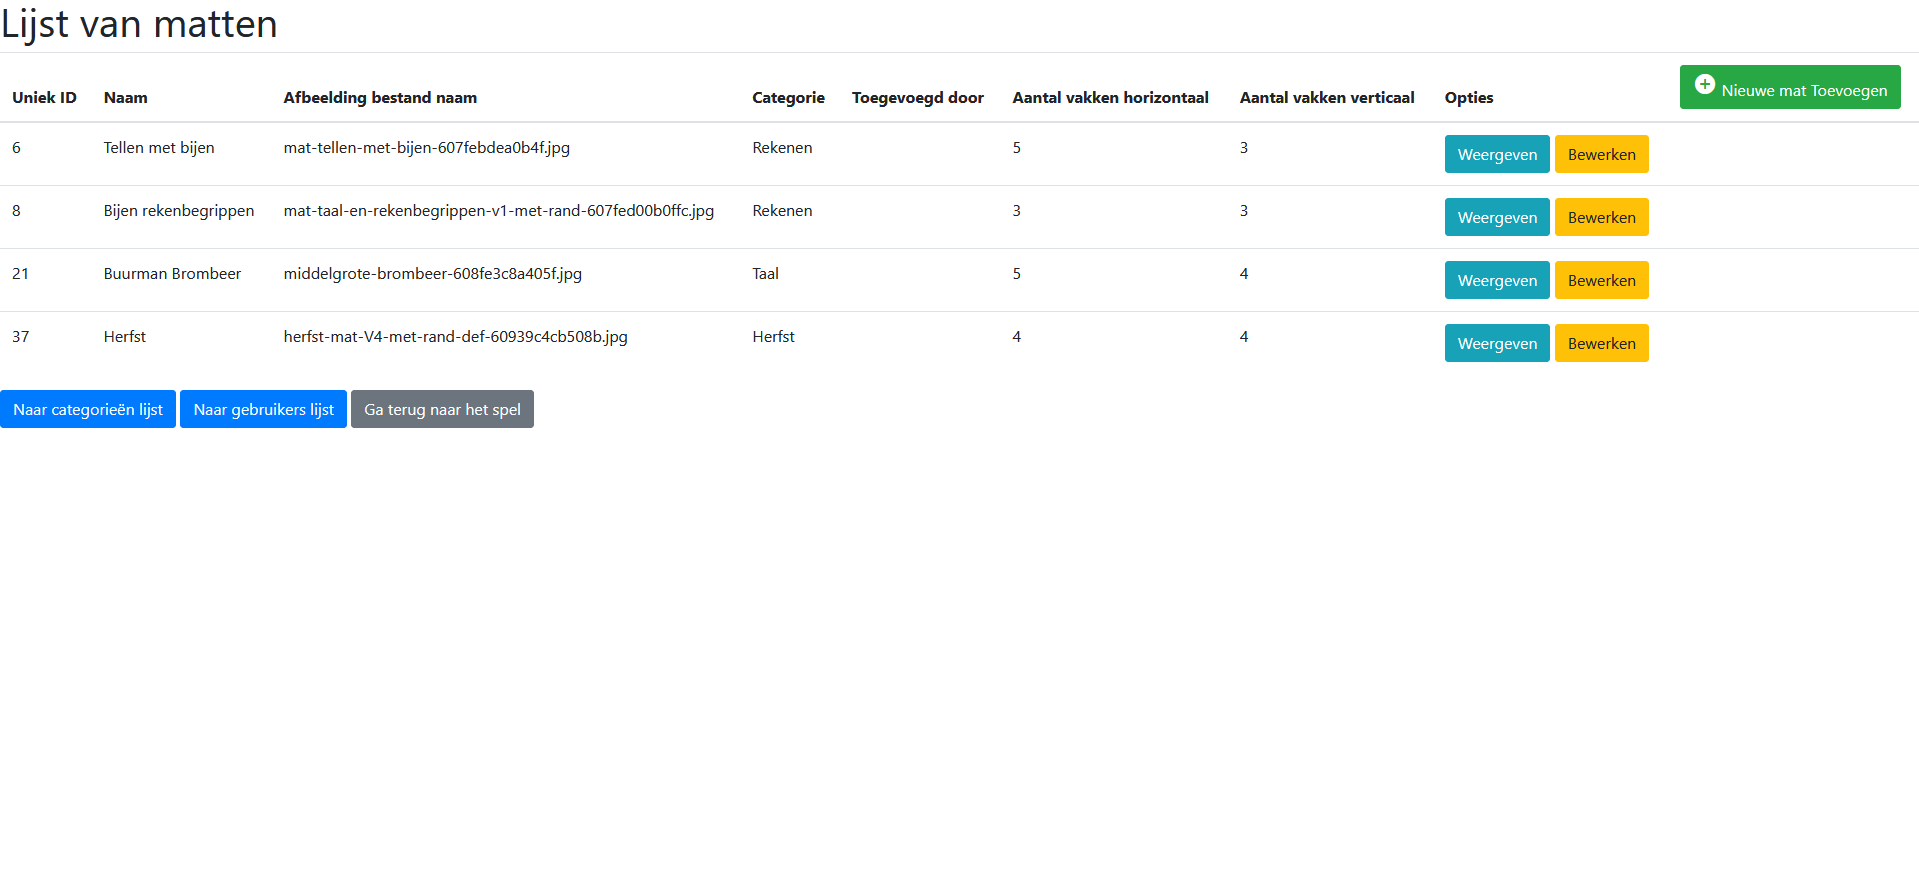 Lijst van matten
Uniek ID Naam Afbeelding bestand naam Categorie Toegevoegd door Aantal vakken horizontaal Aantal vakken verticaal Opties Nieuwe mat Toevoegen
6 Tellen met bijen mat-tellen-met-bijen-607febdea0b4f.jpg Rekenen 5 3 Weergeven Bewerken
8 Bijen rekenbegrippen mat-taal-en-rekenbegrippen-v1-met-rand-607fed00b0ffc.jpg Rekenen 3 3 Weergeven Bewerken
21 Buurman Brombeer middelgrote-brombeer-608fe3c8a405f.jpg Taal 5 4 Weergeven Bewerken
37 Herfst herfst-mat-V4-met-rand-def-60939c4cb508b.jpg Herfst 4 4 Weergeven Bewerken
Naar categorieën lijst Naar gebruikers lijst Ga terug naar het spel